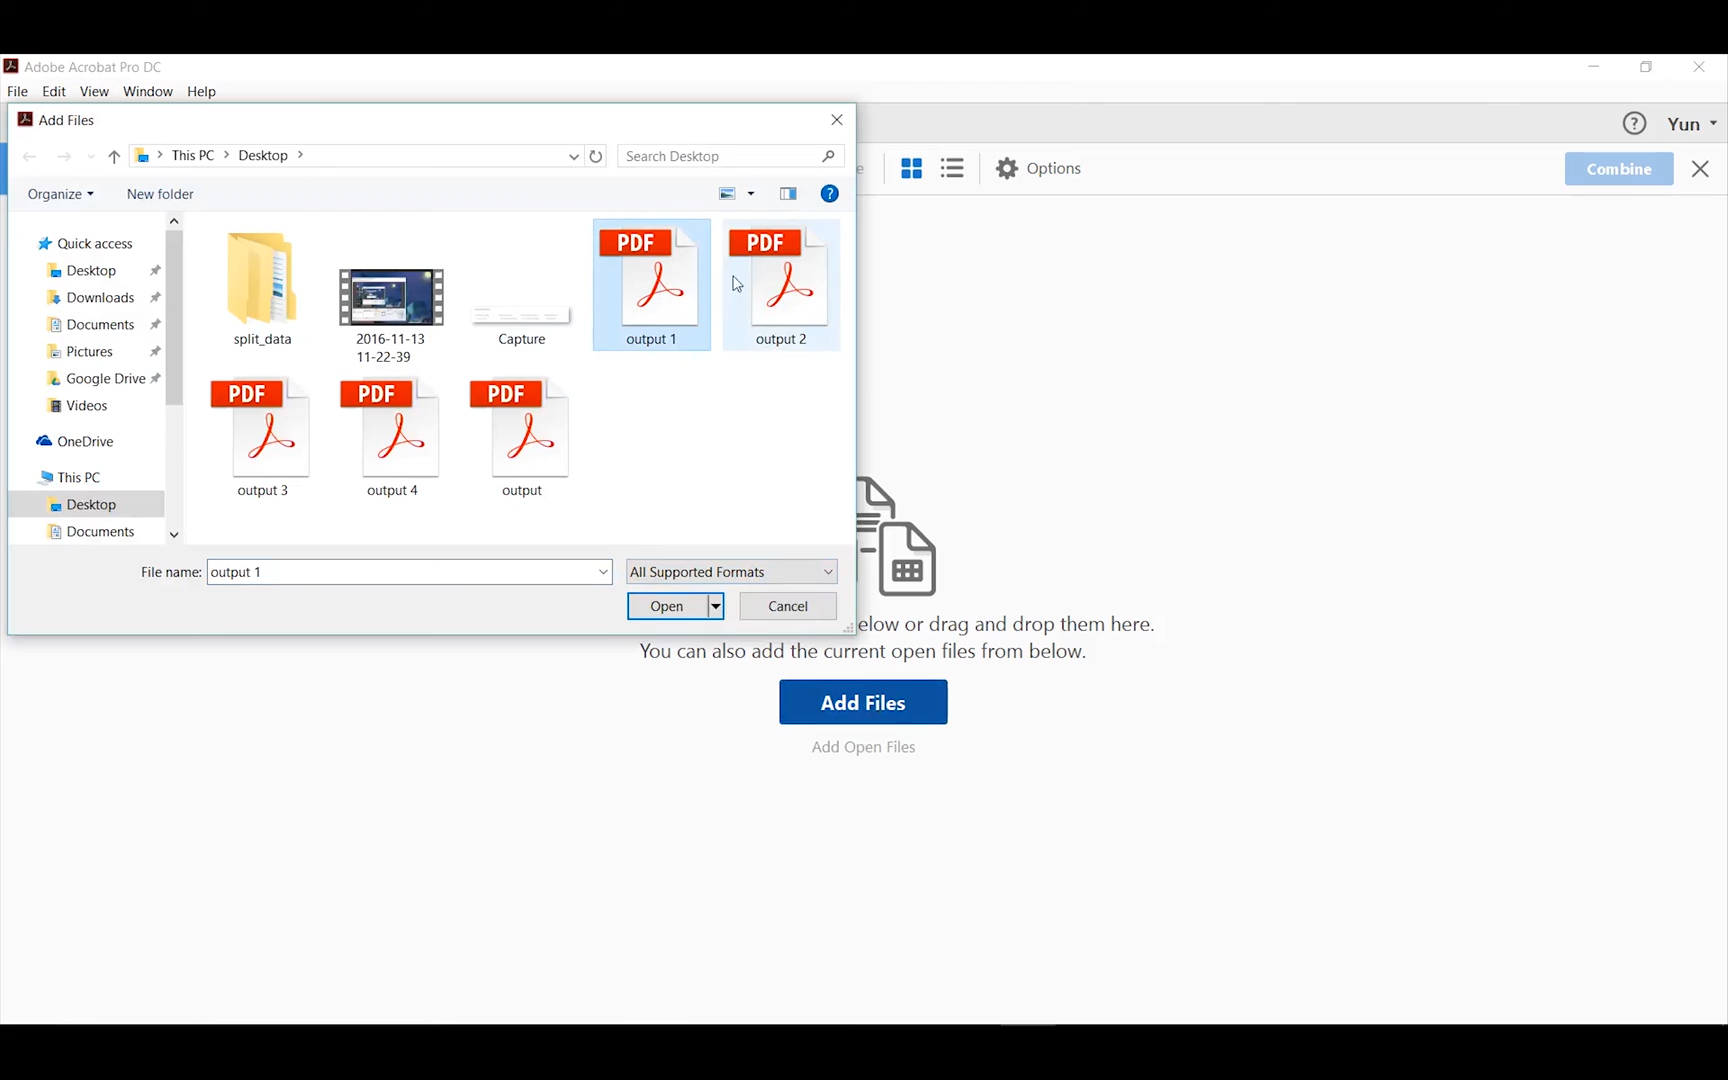 Adobe Acrobat Pro DC
File Edit View Window Help
Add Files
Yun
This PC Desktop
Search Desktop
e
Options
Combine
Organize New folder
Quick access
Desktop
Downloads
Documents
Pictures
Google Drive
Videos
OneDrive
This PC
Desktop
Documents
split_data
2016-11-13
11-22-39
Capture
PDF
output 1
PDF
output 2
PDF
output 3
PDF
output 4
PDF
output
File name: output 1
All Supported Formats
Open Cancel
elow or drag and drop them here.
You can also add the current open files from below.
Add Files
Add Open Files